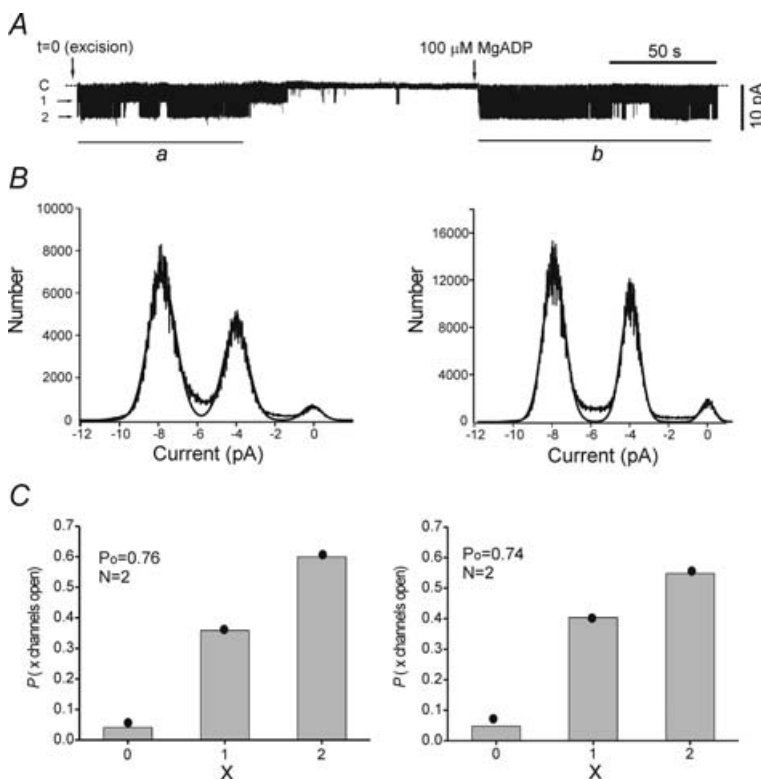 A
t=0 (excision)
100 µM MgADP
50 s
C
1
2
10 pA
a
b
B
10000
8000
6000
4000
2000
0
Number
-12 -10 -8 -6 -4 -2 0
Current (pA)
16000
12000
8000
4000
0
Number
-12 -10 -8 -6 -4 -2 0
Current (pA)
C
0.7
0.6
0.5
0.4
0.3
0.2
0.1
0.0
P( x channels open)
Po=0.76
N=2
0 1 2
X
0.7
0.6
0.5
0.4
0.3
0.2
0.1
0.0
P( x channels open)
Po=0.74
N=2
0 1 2
X